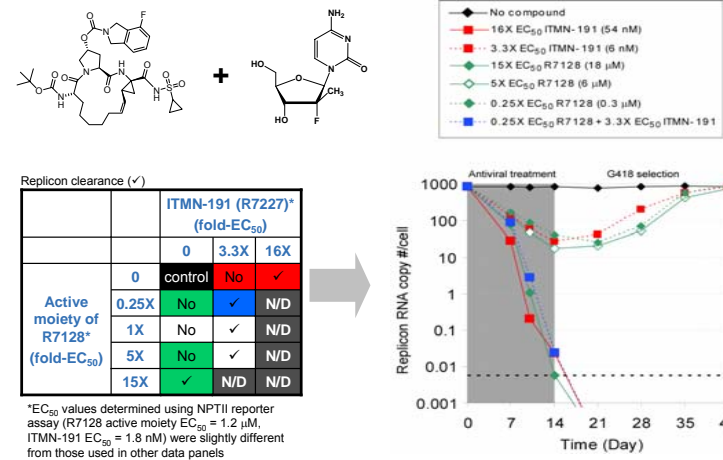 F
O
O
N
N
O
HN
O
O
O
O
N
H
O
N
H
O
S
O
+
NH2
N
N
O
HO
O
CH3
HO
F
No compound
16X EC50 ITMN-191 (54 nM)
3.3X EC50 ITMN-191 (6 nM)
15X EC50 R7128 (18 μM)
5X EC50 R7128 (6 μM)
0.25X EC50 R7128 (0.3 μM)
0.25X EC50 R7128 + 3.3X EC50 ITMN-191
Replicon clearance (✓)
ITMN-191 (R7227)*
(fold-EC50)
0 3.3X 16X
Active
moiety of
R7128*
(fold-EC50)
0 control No ✓
0.25X No ✓ N/D
1X No ✓ N/D
5X No ✓ N/D
15X ✓ N/D N/D
*EC50 values determined using NPTII reporter
assay (R7128 active moiety EC50 = 1.2 μM,
ITMN-191 EC50 = 1.8 nM) were slightly different
from those used in other data panels
Antiviral treatment G418 selection
Replicon RNA copy #/cell
1000
100
10
1
0.1
0.01
0.001
0 7 14 21 28 35
Time (Day)